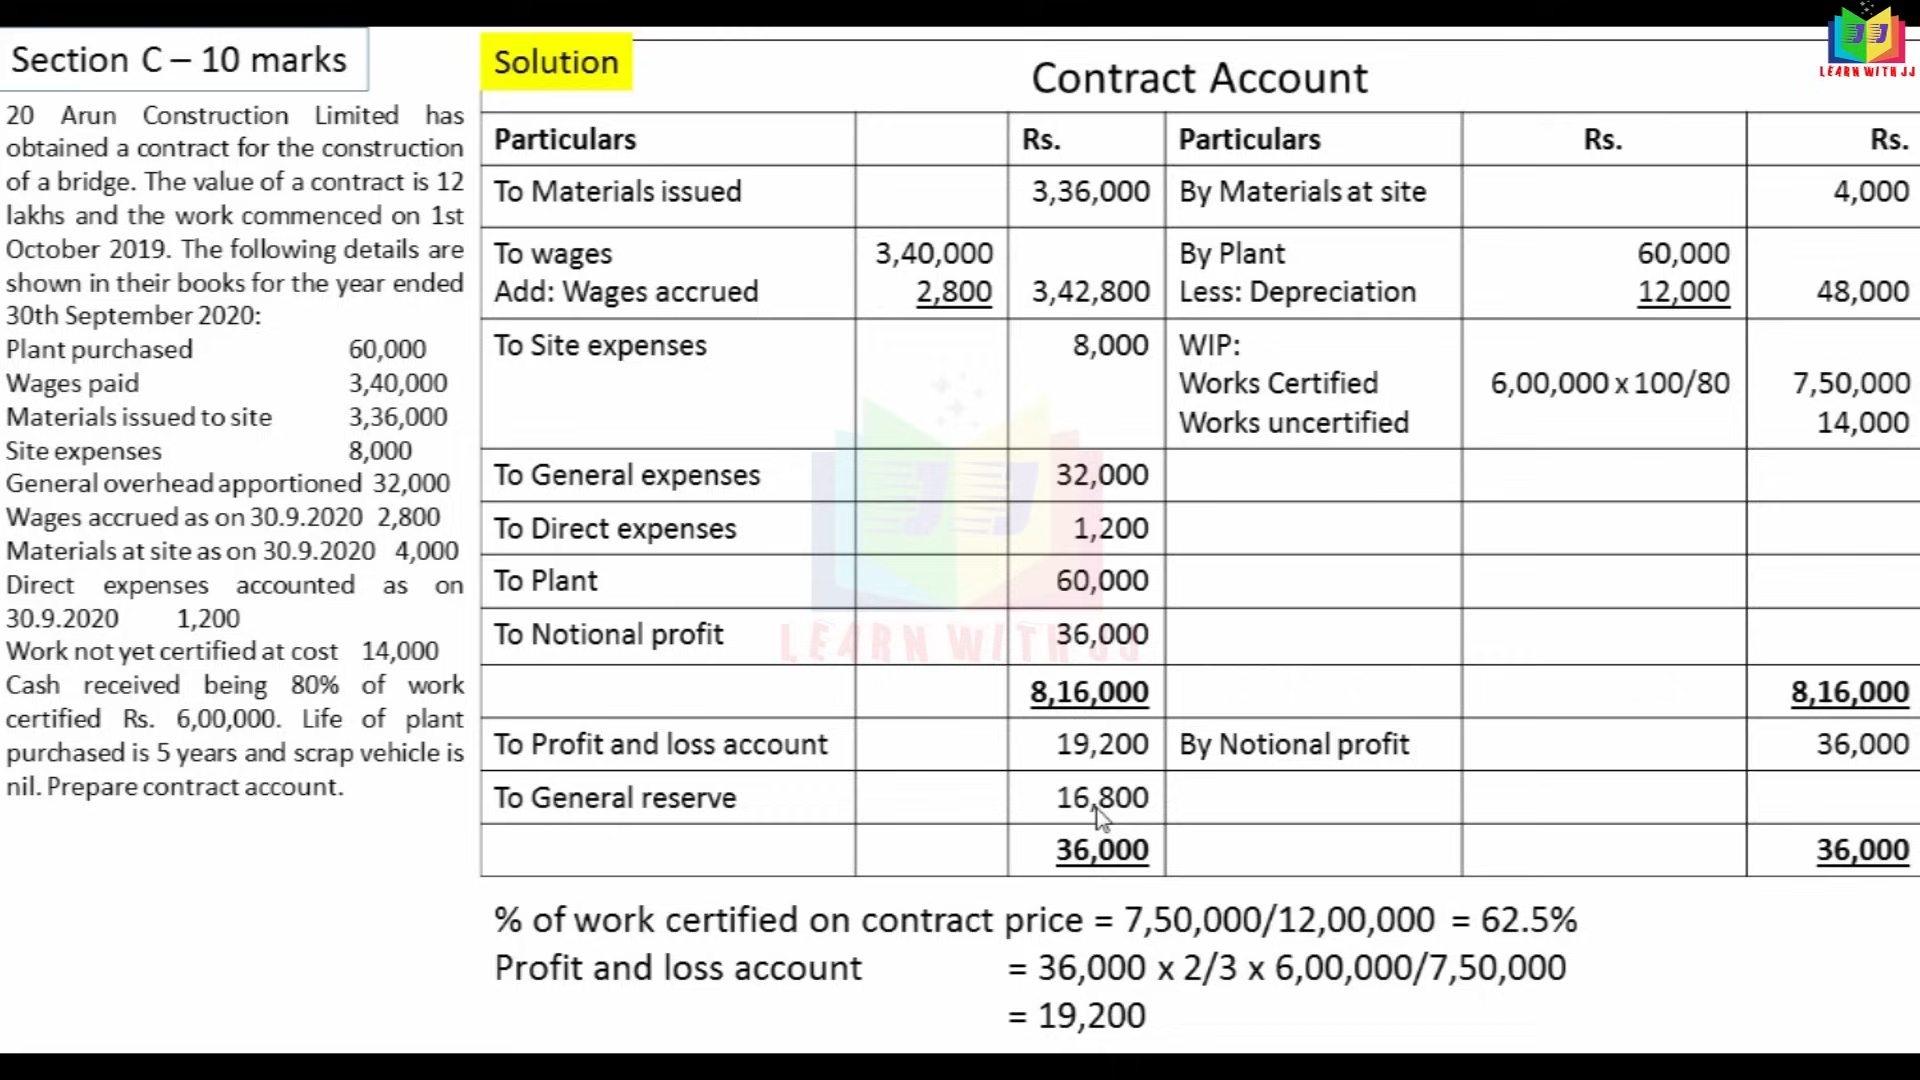 LEARN WITH JJ
Section C – 10 marks
20 Arun Construction Limited has
obtained a contract for the construction
of a bridge. The value of a contract is 12
lakhs and the work commenced on 1st
October 2019. The following details are
shown in their books for the year ended
30th September 2020:
Plant purchased 60,000
Wages paid 3,40,000
Materials issued to site 3,36,000
Site expenses 8,000
General overhead apportioned 32,000
Wages accrued as on 30.9.2020 2,800
Materials at site as on 30.9.2020 4,000
Direct expenses accounted as on
30.9.2020 1,200
Work not yet certified at cost 14,000
Cash received being 80% of work
certified Rs. 6,00,000. Life of plant
purchased is 5 years and scrap vehicle is
nil. Prepare contract account.
Solution
Contract Account
Particulars Rs. Particulars Rs. Rs.
To Materials issued 3,36,000 By Materials at site 4,000
To wages 3,40,000 By Plant 60,000
Add: Wages accrued 2,800 3,42,800 Less: Depreciation 12,000 48,000
To Site expenses 8,000 WIP:
Works Certified 6,00,000 x 100/80 7,50,000
Works uncertified 14,000
To General expenses 32,000
To Direct expenses 1,200
To Plant 60,000
To Notional profit 36,000
LEARN WITH JJ
8,16,000 8,16,000
To Profit and loss account 19,200 By Notional profit 36,000
To General reserve 16,800
36,000 36,000
% of work certified on contract price = 7,50,000/12,00,000 = 62.5%
Profit and loss account = 36,000 x 2/3 x 6,00,000/7,50,000
= 19,200